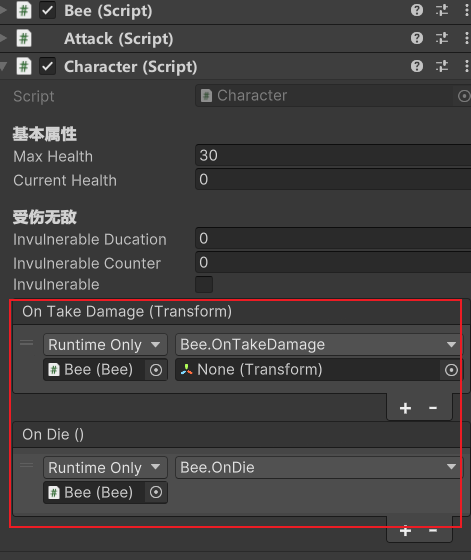 Bee (Script)
Attack (Script)
Character (Script)
Script
Character
基本属性
Max Health
30
Current Health
0
受伤无敌
Invulnerable Ducation
0
Invulnerable Counter
0
Invulnerable
On Take Damage (Transform)
Runtime Only
Bee.OnTakeDamage
Bee (Bee)
None (Transform)
+ -
On Die ()
Runtime Only
Bee.OnDie
Bee (Bee)
+ -